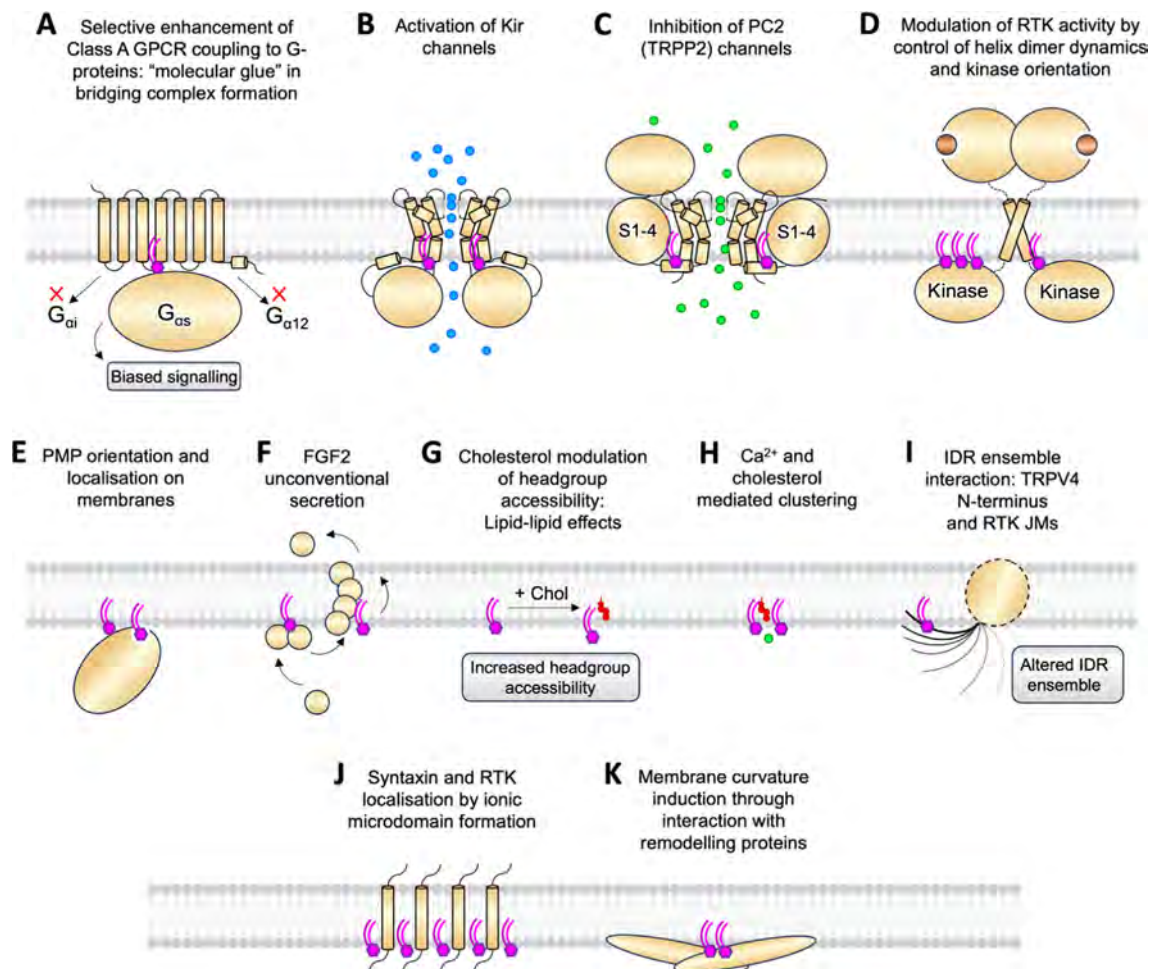 A
Selective enhancement of
Class A GPCR coupling to G-
proteins: “molecular glue” in
bridging complex formation
Gαi
Gαs
Gα12
Biased signalling
B
Activation of Kir
channels
C
Inhibition of PC2
(TRPP2) channels
S1-4
S1-4
D
Modulation of RTK activity by
control of helix dimer dynamics
and kinase orientation
Kinase
Kinase
E
PMP orientation and
localisation on
membranes
F
FGF2
unconventional
secretion
G
Cholesterol modulation
of headgroup
accessibility:
Lipid-lipid effects
+ Chol
Increased headgroup
accessibility
H
Ca²⁺ and
cholesterol
mediated clustering
I
IDR ensemble
interaction: TRPV4
N-terminus
and RTK JMs
Altered IDR
ensemble
J
Syntaxin and RTK
localisation by ionic
microdomain formation
K
Membrane curvature
induction through
interaction with
remodelling proteins